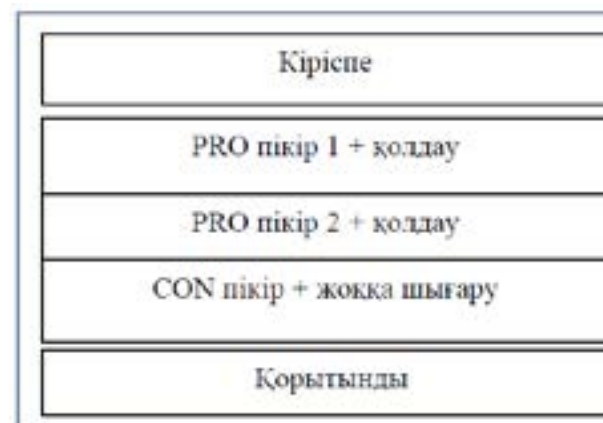 Кіріспе
PRO пікір 1 + қолдау
PRO пікір 2 + қолдау
CON пікір + жоққа шығару
Қорытынды